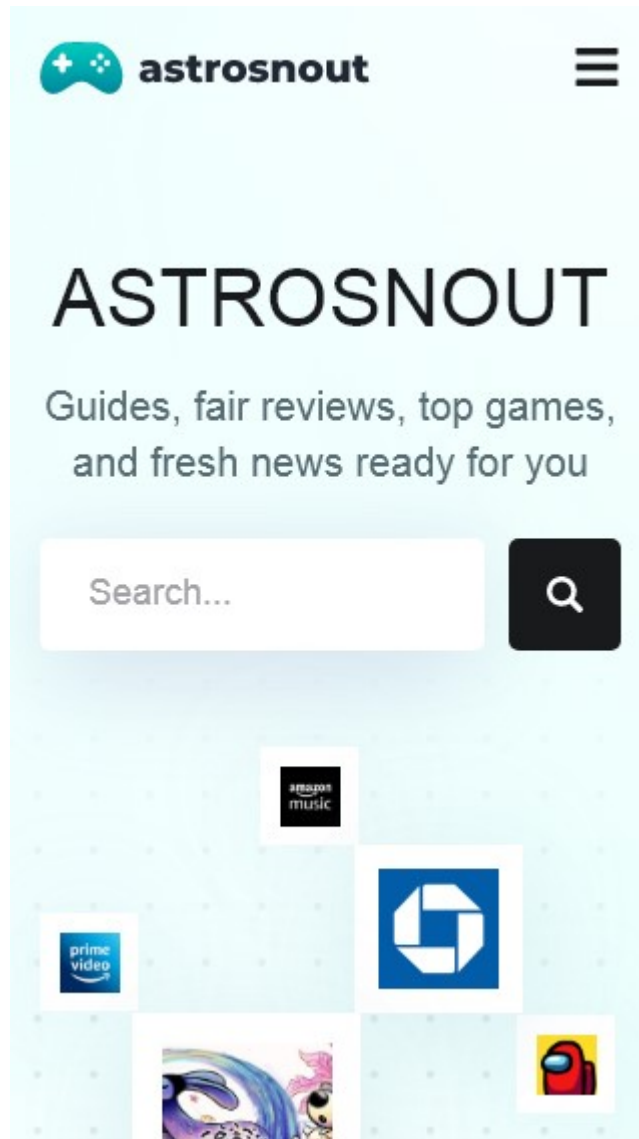 astrosnout
ASTROSNOUT
Guides, fair reviews, top games,
and fresh news ready for you
Search...
amazon
music
prime
video